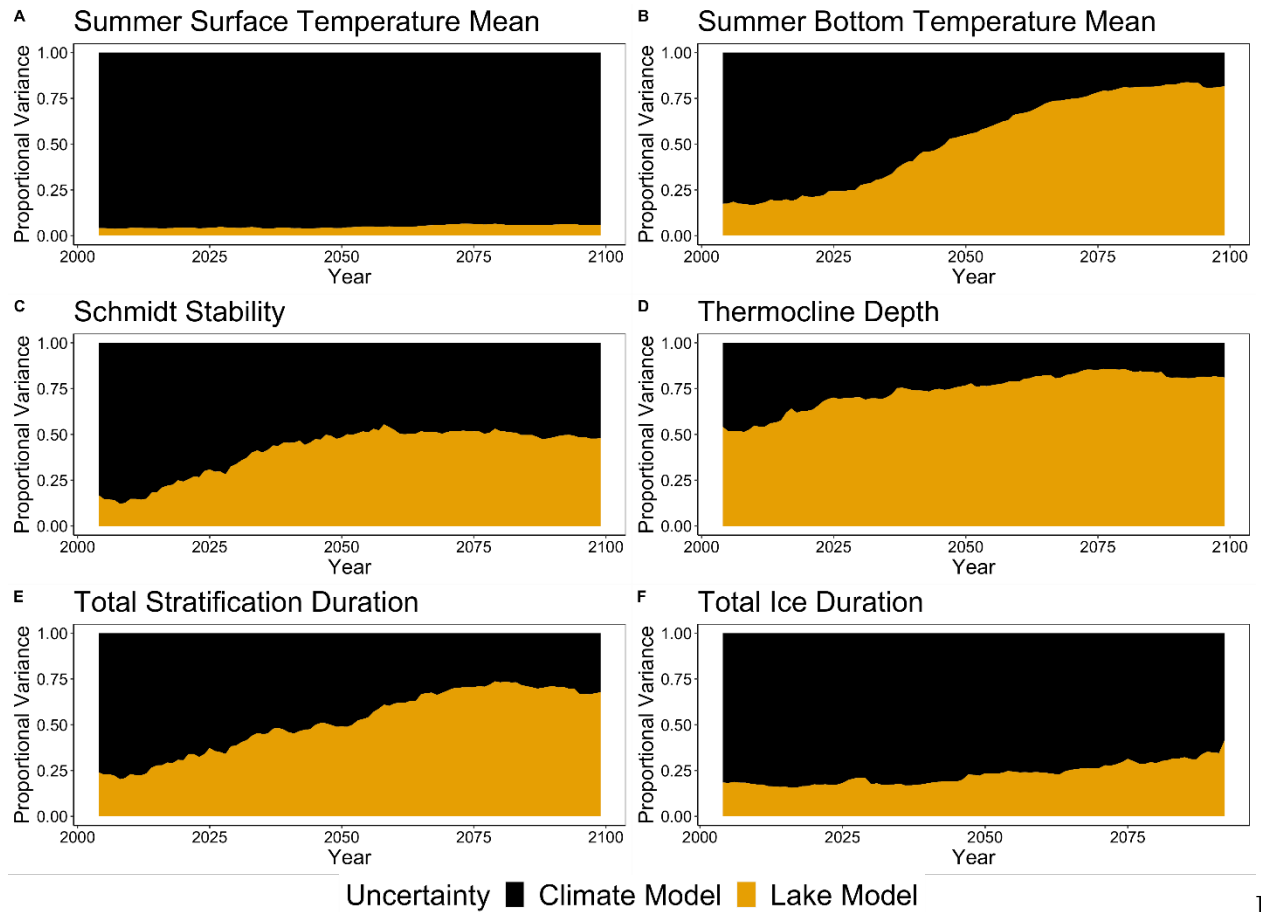 A Summer Surface Temperature Mean
Proportional Variance
1.00
0.75
0.50
0.25
0.00
2000 2025 2050 2075 2100
Year
B Summer Bottom Temperature Mean
Proportional Variance
1.00
0.75
0.50
0.25
0.00
2000 2025 2050 2075 2100
Year
C Schmidt Stability
Proportional Variance
1.00
0.75
0.50
0.25
0.00
2000 2025 2050 2075 2100
Year
D Thermocline Depth
Proportional Variance
1.00
0.75
0.50
0.25
0.00
2000 2025 2050 2075 2100
Year
E Total Stratification Duration
Proportional Variance
1.00
0.75
0.50
0.25
0.00
2000 2025 2050 2075 2100
Year
F Total Ice Duration
Proportional Variance
1.00
0.75
0.50
0.25
0.00
2000 2025 2050 2075
Year
Uncertainty Climate Model Lake Model